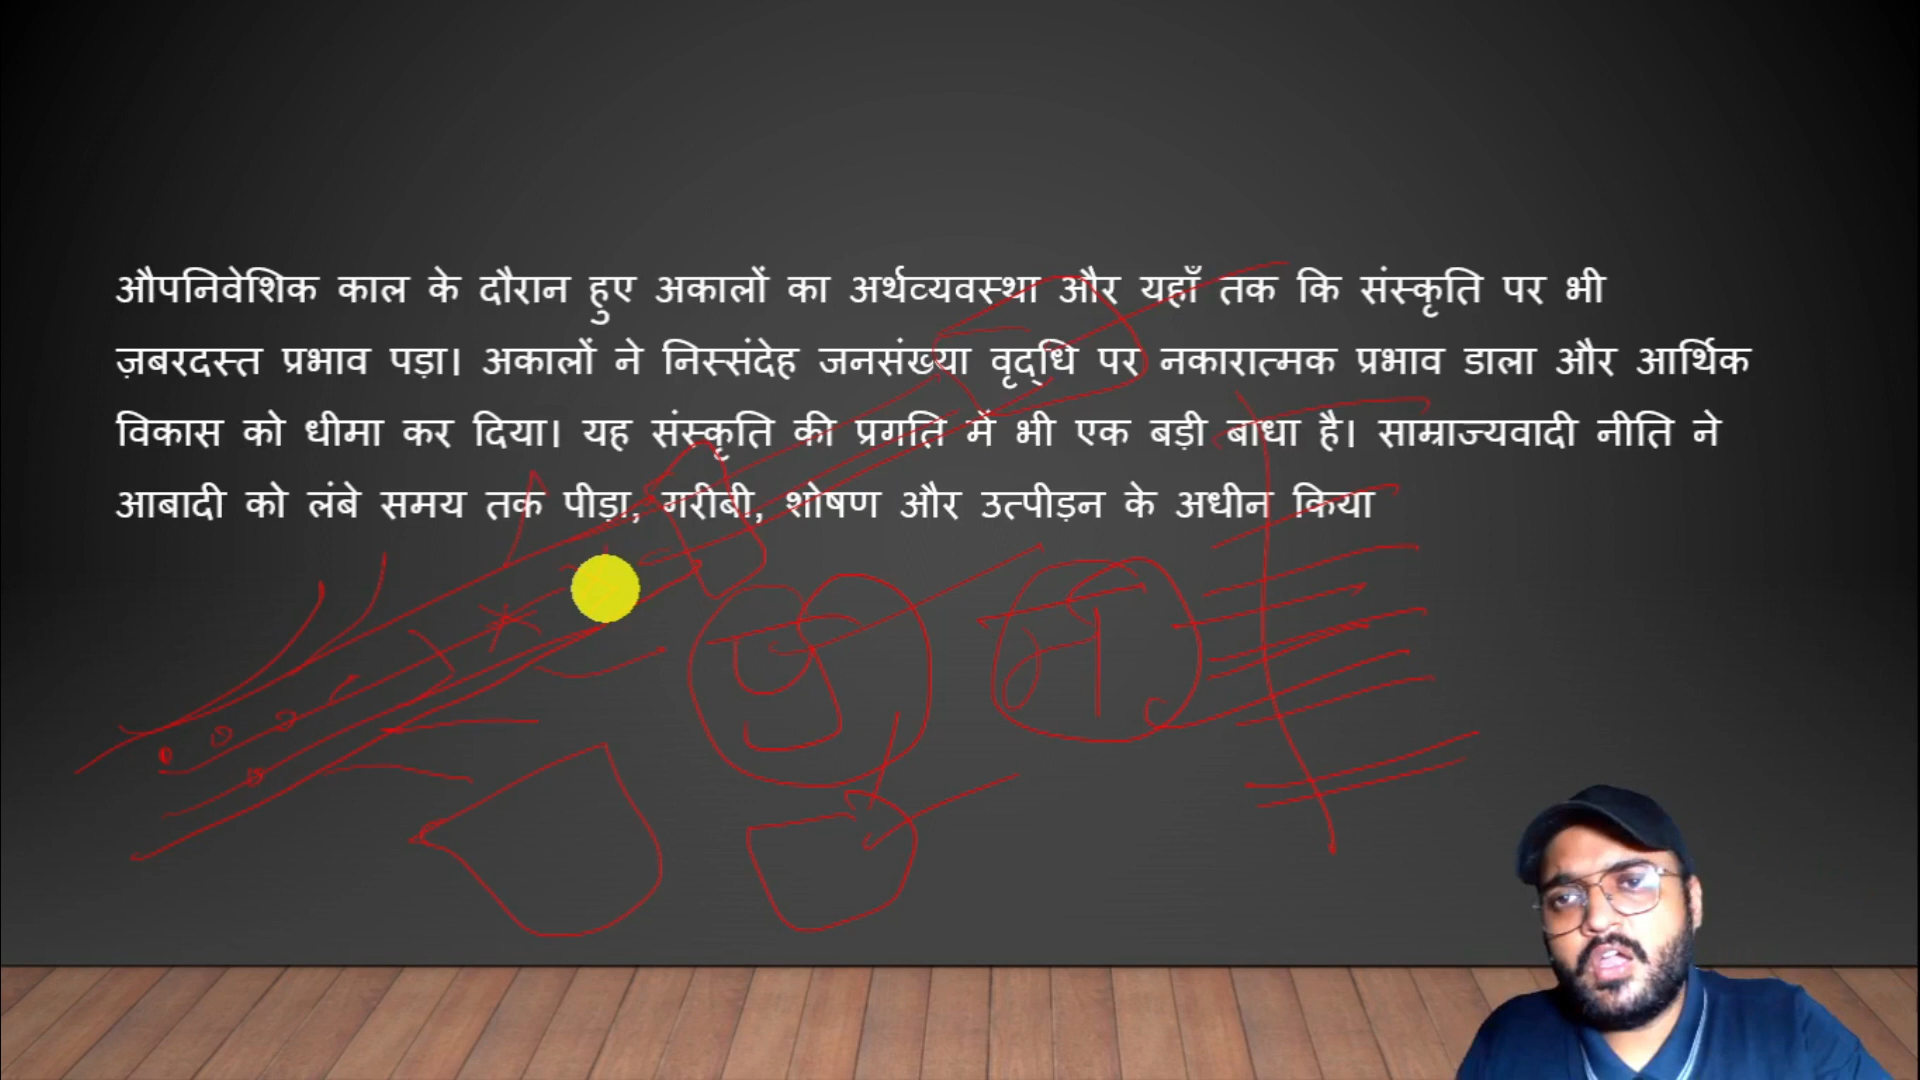 औपनिवेशिक काल के दौरान हुए अकालों का अर्थव्यवस्था और यहाँ तक कि संस्कृति पर भी
ज़बरदस्त प्रभाव पड़ा। अकालों ने निस्संदेह जनसंख्या वृद्धि पर नकारात्मक प्रभाव डाला और आर्थिक
विकास को धीमा कर दिया। यह संस्कृति की प्रगति में भी एक बड़ी बाधा है। साम्राज्यवादी नीति ने
आबादी को लंबे समय तक पीड़ा, गरीबी, शोषण और उत्पीड़न के अधीन किया